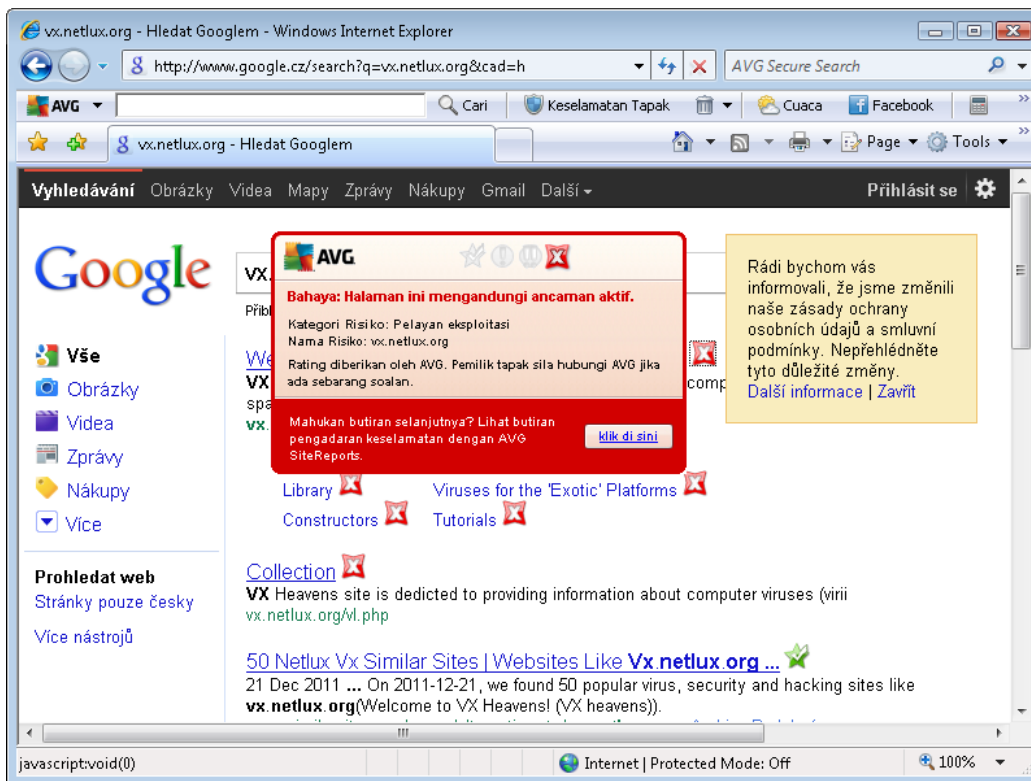 vx.netlux.org - Hledat Googlem - Windows Internet Explorer
http://www.google.cz/search?q=vx.netlux.org&cad=h
AVG Secure Search
AVG
Cari
Keselamatan Tapak
Cuaca
Facebook
vx.netlux.org - Hledat Googlem
Page
Tools
Vyhledávání Obrázky Videa Mapy Zprávy Nákupy Gmail Další
Přihlásit se
Google
AVG
Bahaya: Halaman ini mengandungi ancaman aktif.
Kategori Risiko: Pelayan eksploitasi
Nama Risiko: vx.netlux.org
Rating diberikan oleh AVG. Pemilik tapak sila hubungi AVG jika
ada sebarang soalan.
Mahukan butiran selanjutnya? Lihat butiran
pengadaran keselamatan dengan AVG
SiteReports.
klik di sini
Rádi bychom vás
informovali, že jsme změnili
naše zásady ochrany
osobních údajů a smluvní
podmínky. Nepřehlédněte
tyto důležité změny.
Další informace | Zavřít
Vše
Obrázky
Videa
Zprávy
Nákupy
Více
Prohledat web
Stránky pouze česky
Více nástrojů
VX
Library
Viruses for the 'Exotic' Platforms
Constructors
Tutorials
Collection
VX Heavens site is dedicted to providing information about computer viruses (virii
vx.netlux.org/vl.php
50 Netlux Vx Similar Sites | Websites Like Vx.netlux.org ...
21 Dec 2011 ... On 2011-12-21, we found 50 popular virus, security and hacking sites like
vx.netlux.org(Welcome to VX Heavens! (VX heavens)).
javascript:void(0)
Internet | Protected Mode: Off
100%